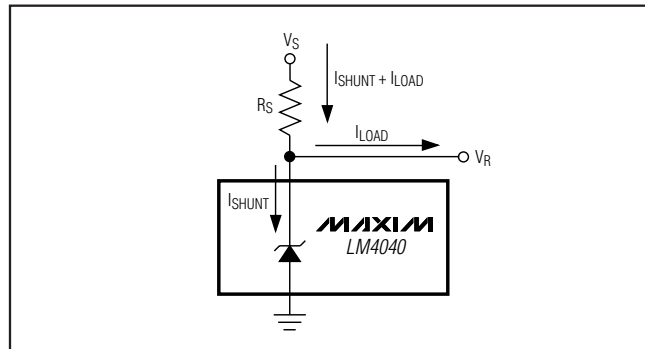 VS
ISHUNT + ILOAD
RS
ILOAD
VR
ISHUNT
MAXIM
LM4040